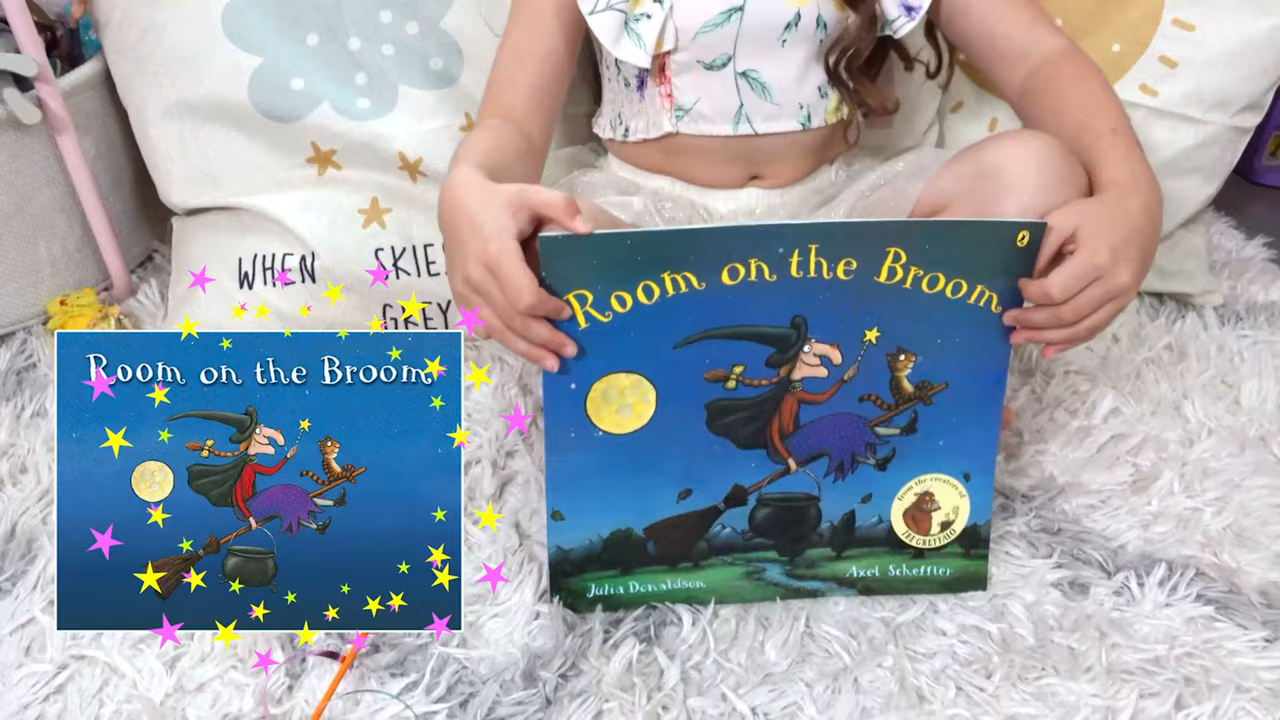 WHEN SKIE
GREY
Room on the Broom
Room on the Broom
from the creators of
THE GRUFFALO
Julia Donaldson
Axel Scheffler